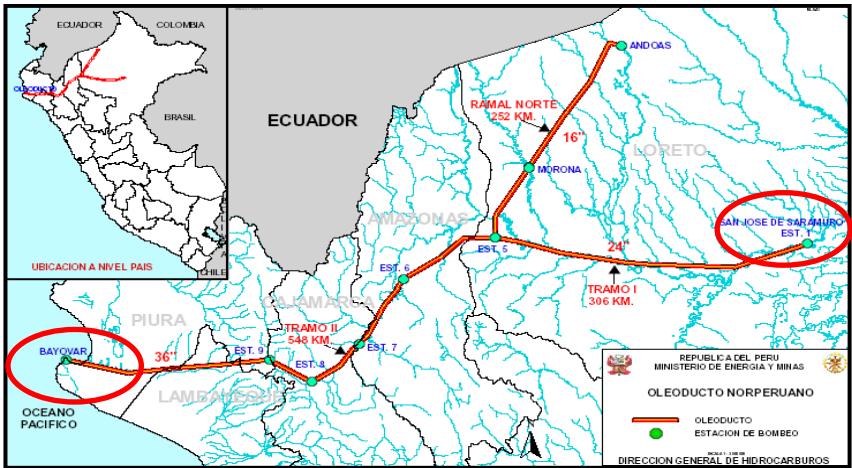 ECUADOR
COLOMBIA
BRASIL
OLEODUCTO
CHILE
UBICACION A NIVEL PAIS
ECUADOR
ANDOAS
RAMAL NORTE
252 KM.
16"
LORETO
MORONA
AMAZONAS
SAN JOSE DE SARAMURO
EST. 1
EST. 5
24"
TRAMO I
306 KM.
EST. 6
CAJAMARCA
TRAMO II
548 KM.
EST. 7
PIURA
BAYOVAR
36"
EST. 9
EST. 8
LAMBAYEQUE
OCEANO
PACIFICO
REPUBLICA DEL PERU
MINISTERIO DE ENERGIA Y MINAS
OLEODUCTO NORPERUANO
OLEODUCTO
ESTACION DE BOMBEO
DIRECCION GENERAL DE HIDROCARBUROS